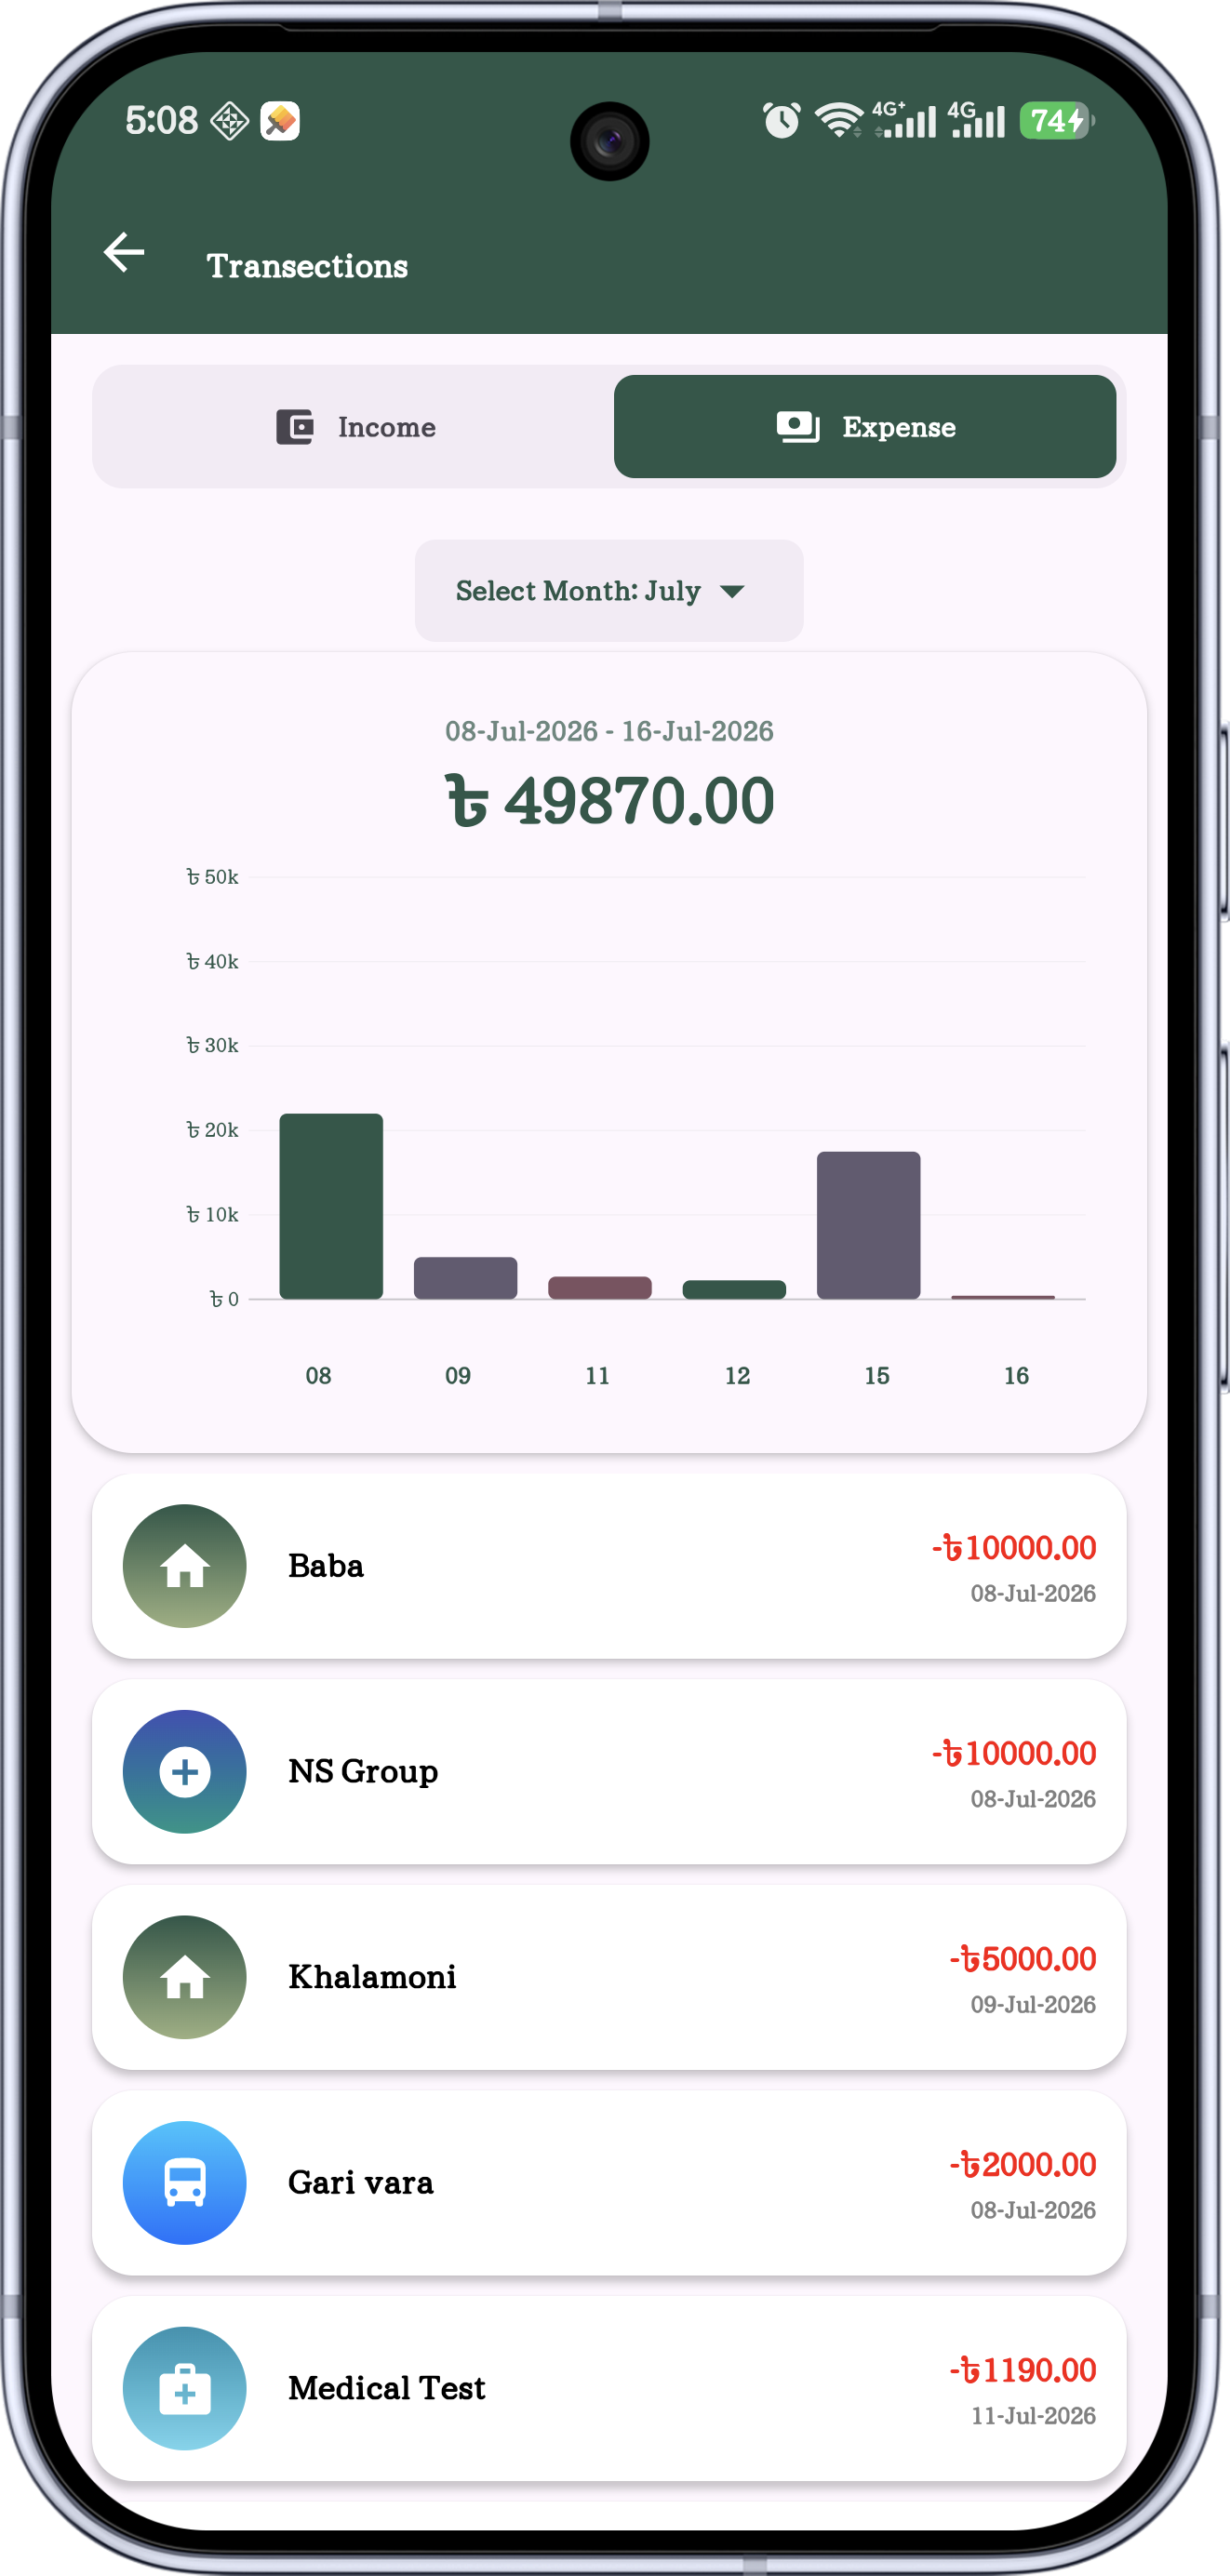 5:08
4G+ 4G 74
Transections
Income Expense
Select Month: July
08-Jul-2026 - 16-Jul-2026
৳ 49870.00
৳ 50k
৳ 40k
৳ 30k
৳ 20k
৳ 10k
৳ 0
08 09 11 12 15 16
Baba
-৳10000.00
08-Jul-2026
NS Group
-৳10000.00
08-Jul-2026
Khalamoni
-৳5000.00
09-Jul-2026
Gari vara
-৳2000.00
08-Jul-2026
Medical Test
-৳1190.00
11-Jul-2026